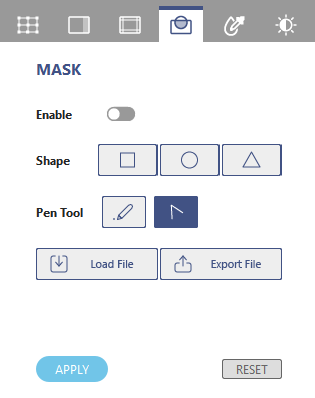 MASK
Enable
Shape
Pen Tool
Load File
Export File
APPLY
RESET